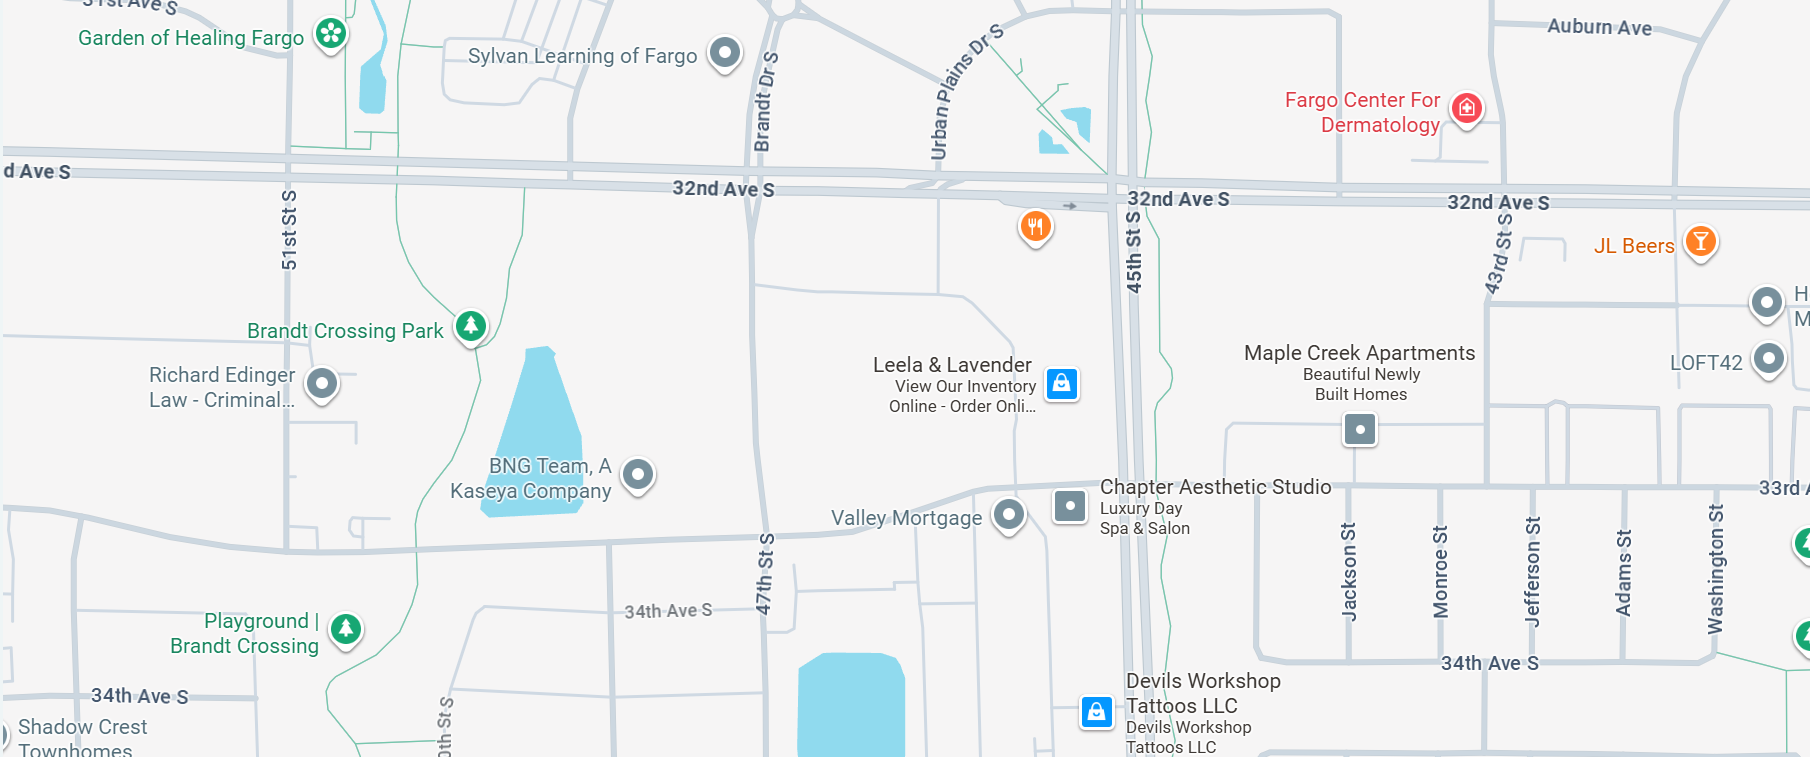 31st Ave S
Garden of Healing Fargo
Sylvan Learning of Fargo
Brandt Dr S
Urban Plains Dr S
Auburn Ave
Fargo Center For
Dermatology
d Ave S
32nd Ave S
32nd Ave S
32nd Ave S
51st St S
45th St S
43rd St S
JL Beers
H
M
Brandt Crossing Park
Richard Edinger
Law - Criminal...
Leela & Lavender
View Our Inventory
Online - Order Onli...
Maple Creek Apartments
Beautiful Newly
Built Homes
LOFT42
BNG Team, A
Kaseya Company
Valley Mortgage
Chapter Aesthetic Studio
Luxury Day
Spa & Salon
33rd A
47th St S
Jackson St
Monroe St
Jefferson St
Adams St
Washington St
34th Ave S
Playground |
Brandt Crossing
34th Ave S
34th Ave S
0th St S
Devils Workshop
Tattoos LLC
Devils Workshop
Tattoos LLC
Shadow Crest
Townhomes